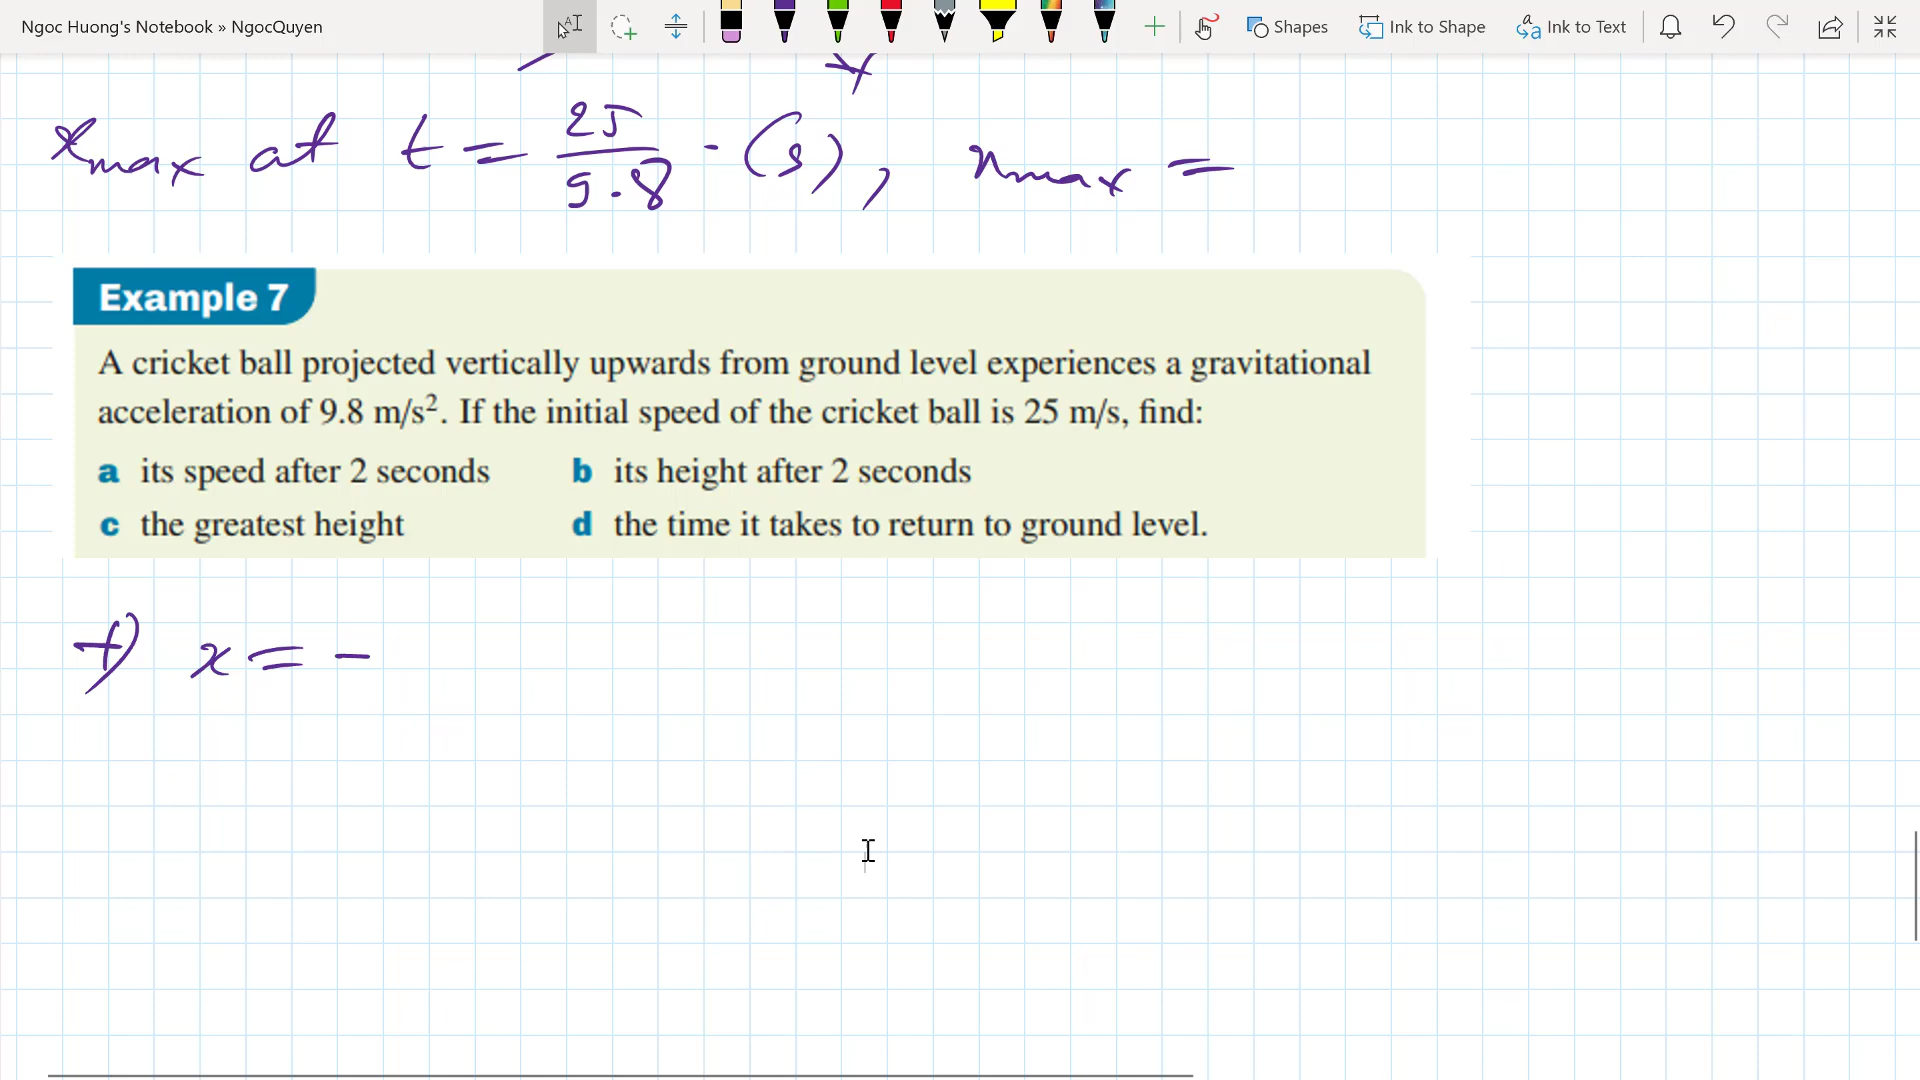 Ngoc Huong's Notebook » NgocQuyen
Shapes
Ink to Shape
Ink to Text
xmax at t = 25/9.8 · (s), xmax =
Example 7
A cricket ball projected vertically upwards from ground level experiences a gravitational
acceleration of 9.8 m/s². If the initial speed of the cricket ball is 25 m/s, find:
a its speed after 2 seconds
b its height after 2 seconds
c the greatest height
d the time it takes to return to ground level.
+) x = -